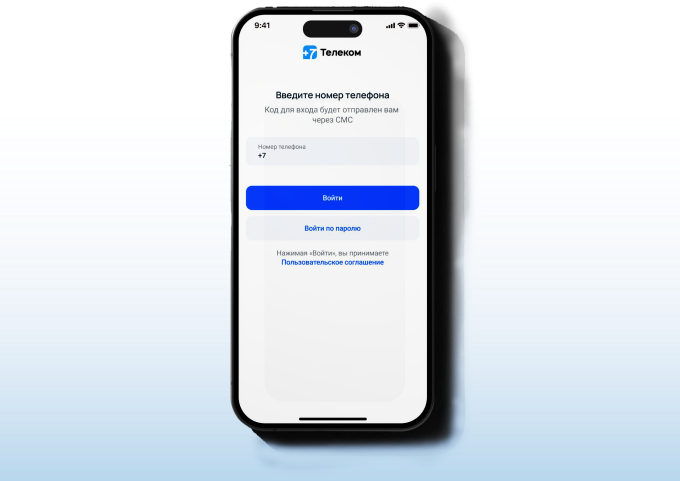 9:41
+7 Телеком
Введите номер телефона
Код для входа будет отправлен вам
через СМС
Номер телефона
+7
Войти
Войти по паролю
Нажимая «Войти», вы принимаете
Пользовательское соглашение